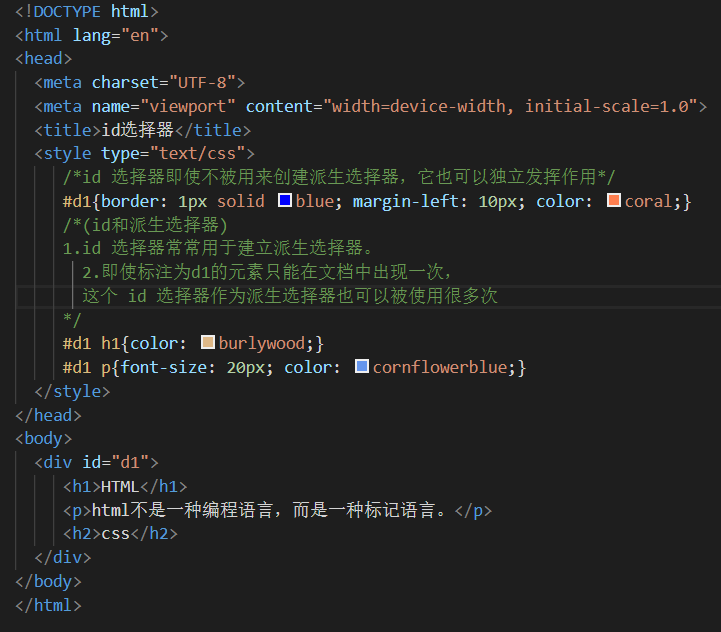 <!DOCTYPE html>
<html lang="en">
<head>
<meta charset="UTF-8">
<meta name="viewport" content="width=device-width, initial-scale=1.0">
<title>id选择器</title>
<style type="text/css">
/*id 选择器即使不被用来创建派生选择器，它也可以独立发挥作用*/
#d1{border: 1px solid blue; margin-left: 10px; color: coral;}
/*(id和派生选择器)
1.id 选择器常常用于建立派生选择器。
2.即使标注为d1的元素只能在文档中出现一次，
这个 id 选择器作为派生选择器也可以被使用很多次
*/
#d1 h1{color: burlywood;}
#d1 p{font-size: 20px; color: cornflowerblue;}
</style>
</head>
<body>
<div id="d1">
<h1>HTML</h1>
<p>html不是一种编程语言，而是一种标记语言。</p>
<h2>css</h2>
</div>
</body>
</html>